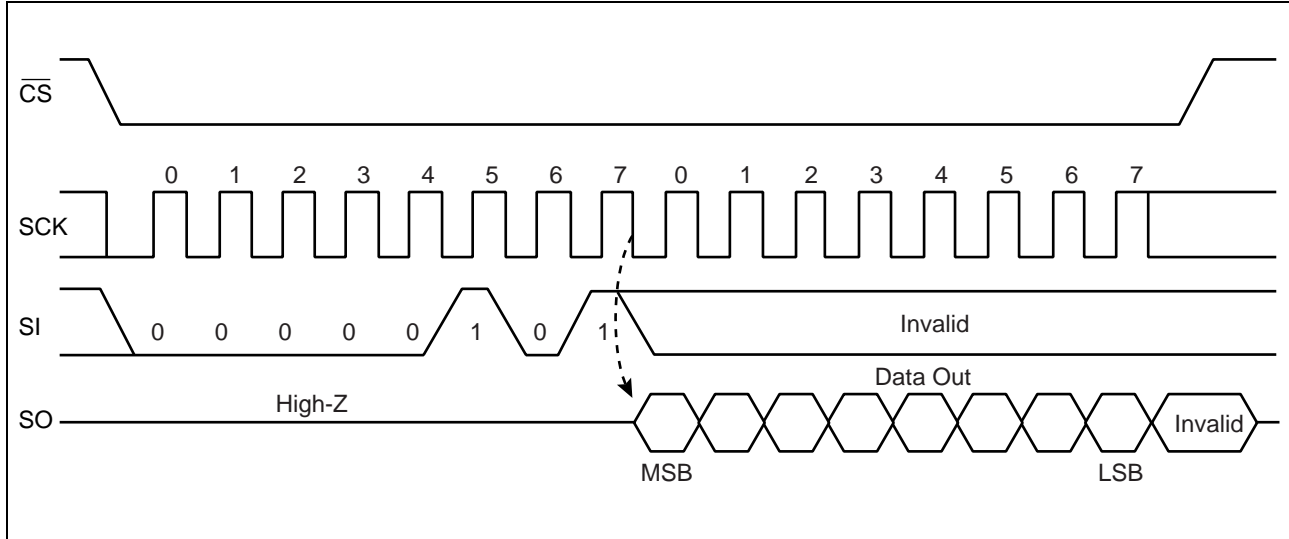 CS
0 1 2 3 4 5 6 7 0 1 2 3 4 5 6 7
SCK
SI
0 0 0 0 0 1 0 1
Invalid
Data Out
High-Z
SO
Invalid
MSB
LSB